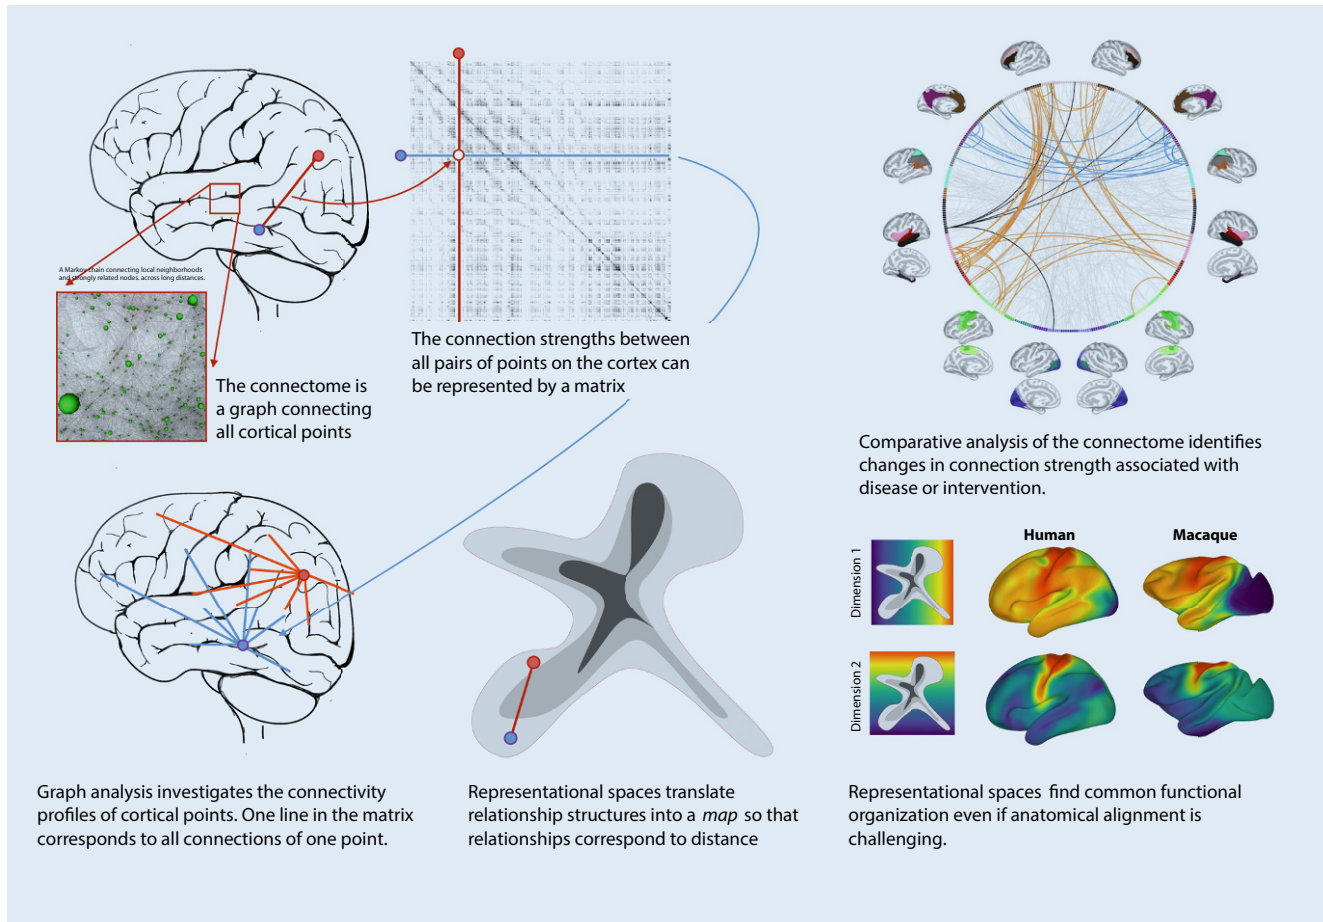 A Markov chain connecting local neighborhoods
and strongly related nodes. across long distances.
The connectome is
a graph connecting
all cortical points
The connection strengths between
all pairs of points on the cortex can
be represented by a matrix
Comparative analysis of the connectome identifies
changes in connection strength associated with
disease or intervention.
Human
Macaque
Dimension 1
Dimension 2
Graph analysis investigates the connectivity
profiles of cortical points. One line in the matrix
corresponds to all connections of one point.
Representational spaces translate
relationship structures into a map so that
relationships correspond to distance
Representational spaces find common functional
organization even if anatomical alignment is
challenging.